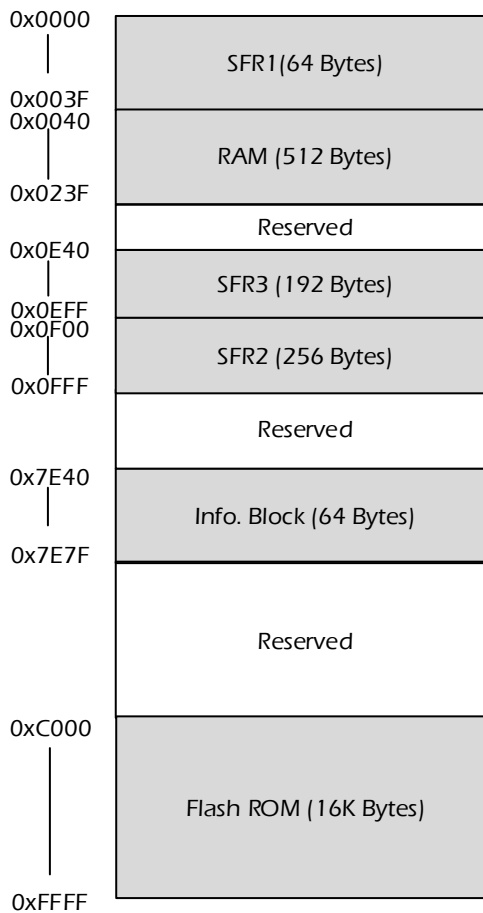 0x0000
SFR1(64 Bytes)
0x003F
0x0040
RAM (512 Bytes)
0x023F
Reserved
0x0E40
SFR3 (192 Bytes)
0x0EFF
0x0F00
SFR2 (256 Bytes)
0x0FFF
Reserved
0x7E40
Info. Block (64 Bytes)
0x7E7F
Reserved
0xC000
Flash ROM (16K Bytes)
0xFFFF